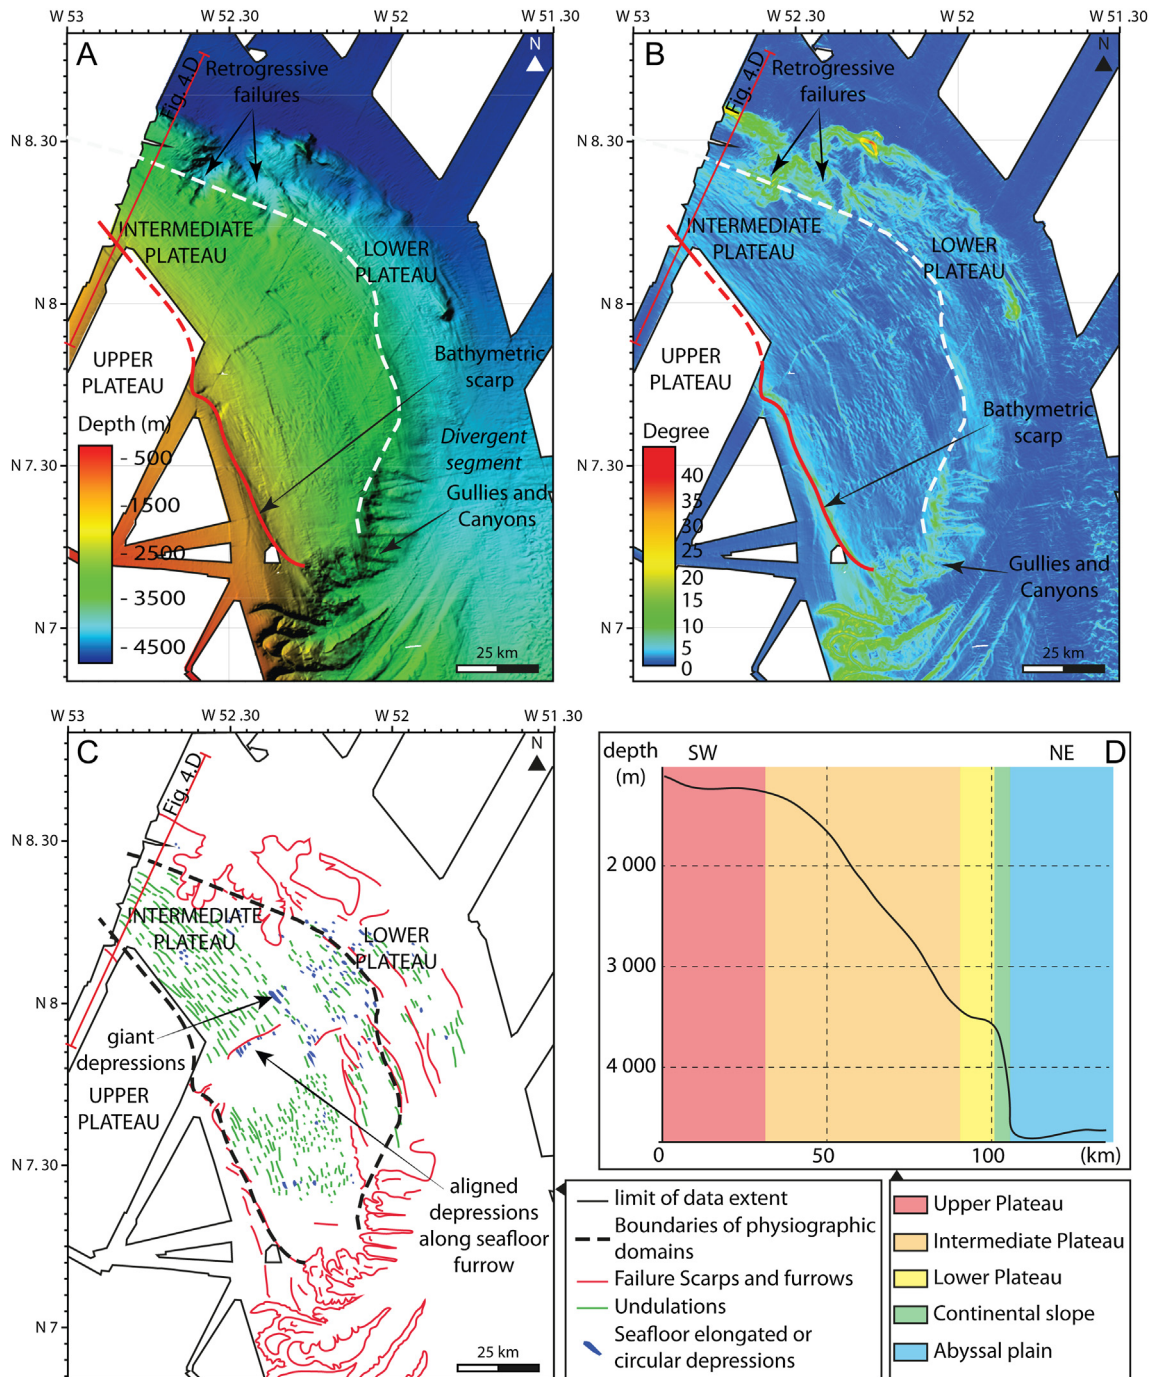 W 53
W 52.30
W 52
W 51.30
A
N
Fig. 4.D
Retrogressive
failures
N 8.30
INTERMEDIATE
PLATEAU
LOWER
PLATEAU
N 8
UPPER
PLATEAU
Bathymetric
scarp
Depth (m)
- 500
-1500
- 2500
- 3500
- 4500
Divergent
segment
N 7.30
Gullies and
Canyons
N 7
25 km
W 53
W 52.30
W 52
W 51.30
B
N
Fig. 4.D
Retrogressive
failures
N 8.30
INTERMEDIATE
PLATEAU
LOWER
PLATEAU
N 8
UPPER
PLATEAU
Bathymetric
scarp
Degree
40
35
30
25
20
15
10
5
0
N 7.30
Gullies and
Canyons
N 7
25 km
W 53
W 52.30
W 52
W 51.30
C
N
Fig. 4.D
N 8.30
INTERMEDIATE
PLATEAU
LOWER
PLATEAU
N 8
giant
depressions
UPPER
PLATEAU
N 7.30
aligned
depressions
along seafloor
furrow
N 7
25 km
depth
(m)
SW
NE
D
2 000
3 000
4 000
0
50
100
(km)
limit of data extent
Boundaries of physiographic
domains
Failure Scarps and furrows
Undulations
Seafloor elongated or
circular depressions
Upper Plateau
Intermediate Plateau
Lower Plateau
Continental slope
Abyssal plain